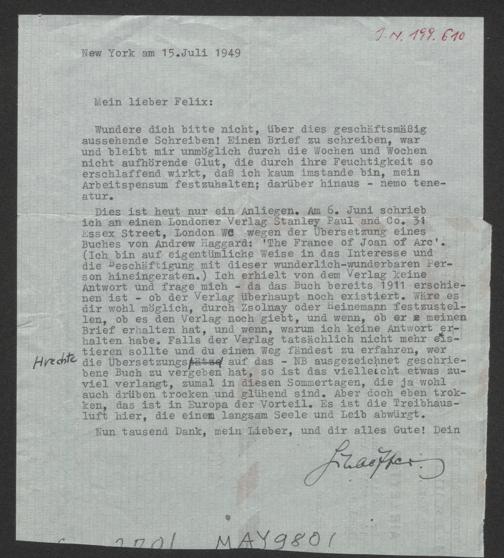 J.N. 199.610
New York am 15.Juli 1949
Mein lieber Felix:
Wundere dich bitte nicht, über dies geschäftsmäßig
aussehende Schreiben! Einen Brief zu schreiben, war
und bleibt mir unmöglich durch die Wochen und Wochen
nicht aufhörende Glut, die durch ihre Feuchtigkeit so
erschlaffend wirkt, daß ich kaum imstande bin, mein
Arbeitspensum festzuhalten; darüber hinaus - nemo tene-
atur.
Dies ist heut nur ein Anliegen. Am 6. Juni schrieb
ich an einen Londoner Verlag Stanley Paul and Co. 31
Essex Street, London WC wegen der Übersetzung eines
Buches von Andrew Haggard: 'The France of Joan of Arc'.
(Ich bin auf eigentümliche Weise in das Interesse und
die Beschäftigung mit dieser wunderlich-wunderbaren Per-
son hineingersten.) Ich erhielt von dem Verlag keine
Antwort und frage mich - da das Buch bereits 1911 erschie-
nen ist - ob der Verlag überhaupt noch existiert. Wäre es
dir wohl möglich, durch Zsolnay oder Heinemann festzustel-
len, ob es den Verlag noch giebt, und wenn, ob er meinen
Brief erhalten hat, und wenn, warum ich keine Antwort er-
halten habe. Falls der Verlag tatsächlich nicht mehr exis-
tieren sollte und du einen Weg fändest zu erfahren, wer
Hrechte
die Übersetzungs auf das - NB ausgezeichnet geschrie-
bene Buch zu vergeben hat, so ist das vielleicht etwas zu-
viel verlangt, zumal in diesen Sommertagen, die ja wohl
auch drüben trocken und glühend sind. Aber doch eben trok-
ken, das ist in Europa der Vorteil. Es ist die Treibhaus-
luft hier, die einem langsam Seele und Leib abwürgt.
Nun tausend Dank, mein Lieber, und dir alles Gute! Dein
Schaeffer
MAY9801